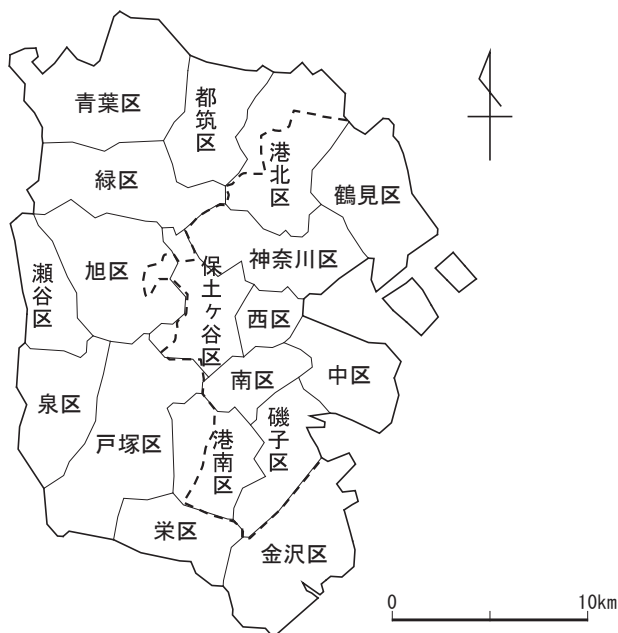 青葉区
都筑区
港北区
緑区
鶴見区
瀬谷区
旭区
保土ヶ谷区
神奈川区
西区
泉区
戸塚区
南区
中区
港南区
磯子区
栄区
金沢区
0
10km